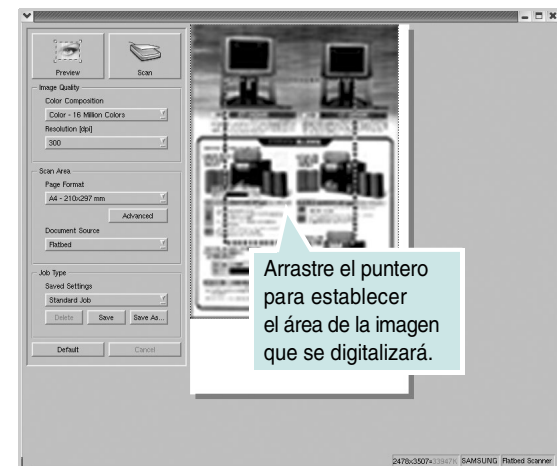 Preview Scan
Image Quality
Color Composition
Color - 16 Million Colors
Resolution [dpi]
300
Scan Area
Page Format
A4 - 210x297 mm
Advanced
Document Source
Flatbed
Job Type
Saved Settings
Standard Job
Delete Save Save As...
Default Cancel
Arrastre el puntero
para establecer
el área de la imagen
que se digitalizará.
2478x3507=33947K SAMSUNG Flatbed Scanner